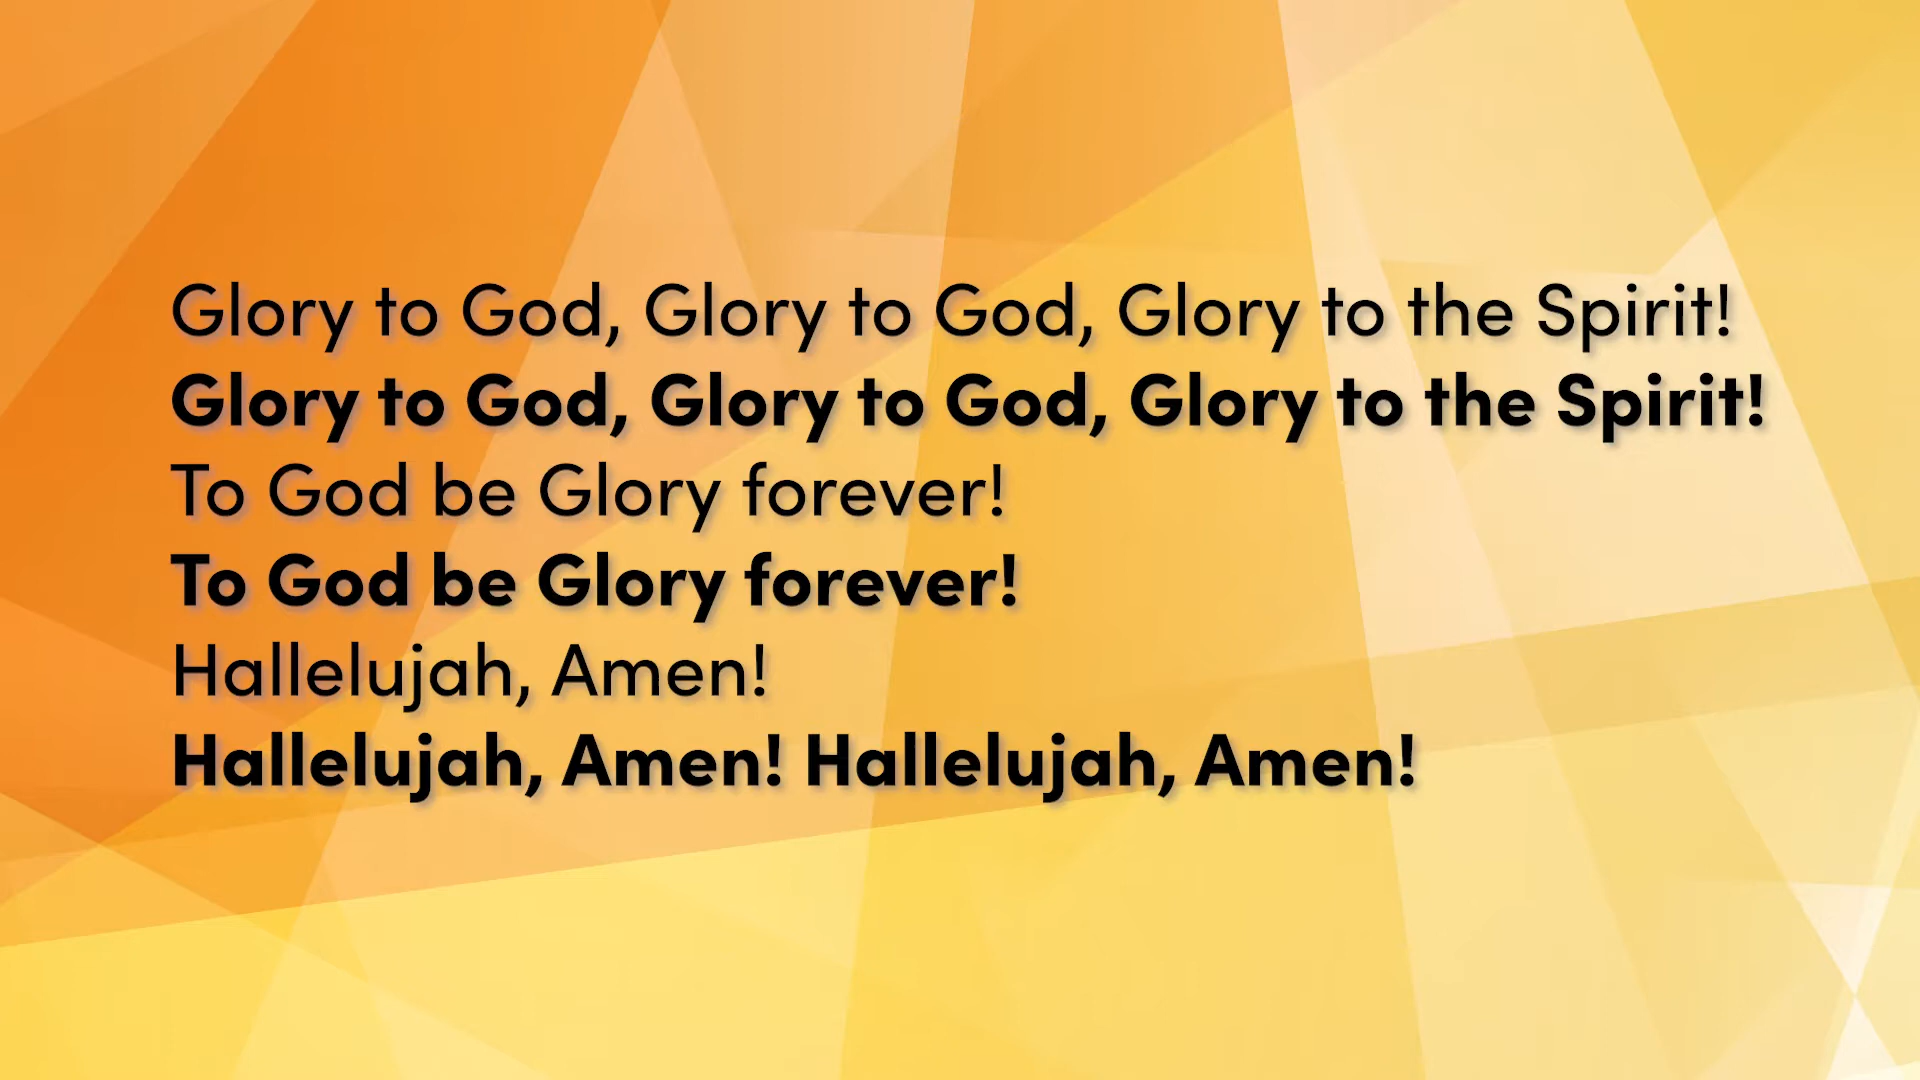 Glory to God, Glory to God, Glory to the Spirit!
Glory to God, Glory to God, Glory to the Spirit!
To God be Glory forever!
To God be Glory forever!
Hallelujah, Amen!
Hallelujah, Amen! Hallelujah, Amen!